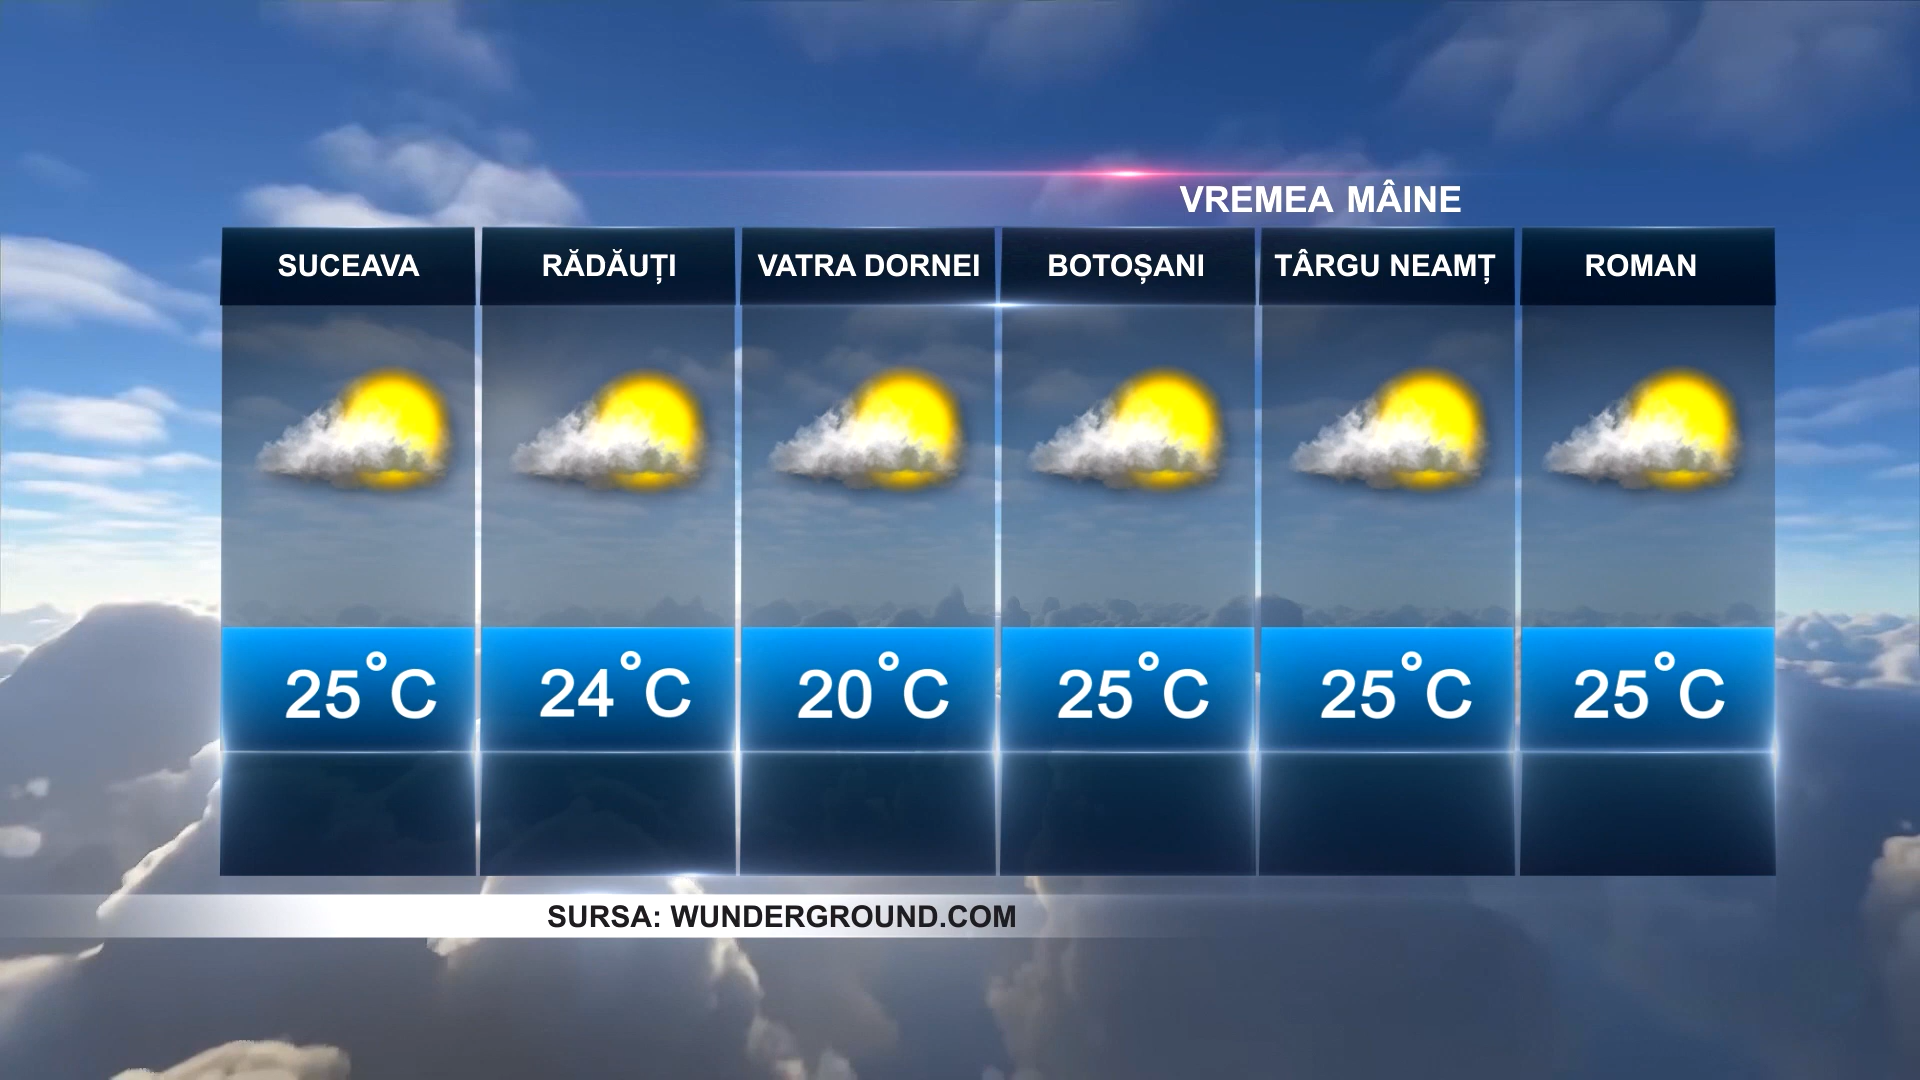 VREMEA MÂINE
SUCEAVA
RĂDĂUȚI
VATRA DORNEI
BOTOȘANI
TÂRGU NEAMȚ
ROMAN
25°C
24°C
20°C
25°C
25°C
25°C
SURSA: WUNDERGROUND.COM